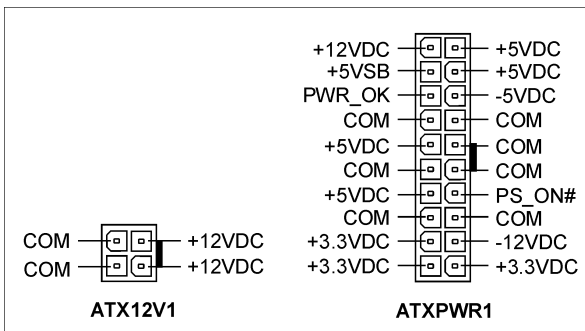 +12VDC +5VDC
+5VSB +5VDC
PWR_OK -5VDC
COM COM
+5VDC COM
COM COM
+5VDC PS_ON#
COM COM
+3.3VDC -12VDC
+3.3VDC +3.3VDC
ATXPWR1
COM +12VDC
COM +12VDC
ATX12V1